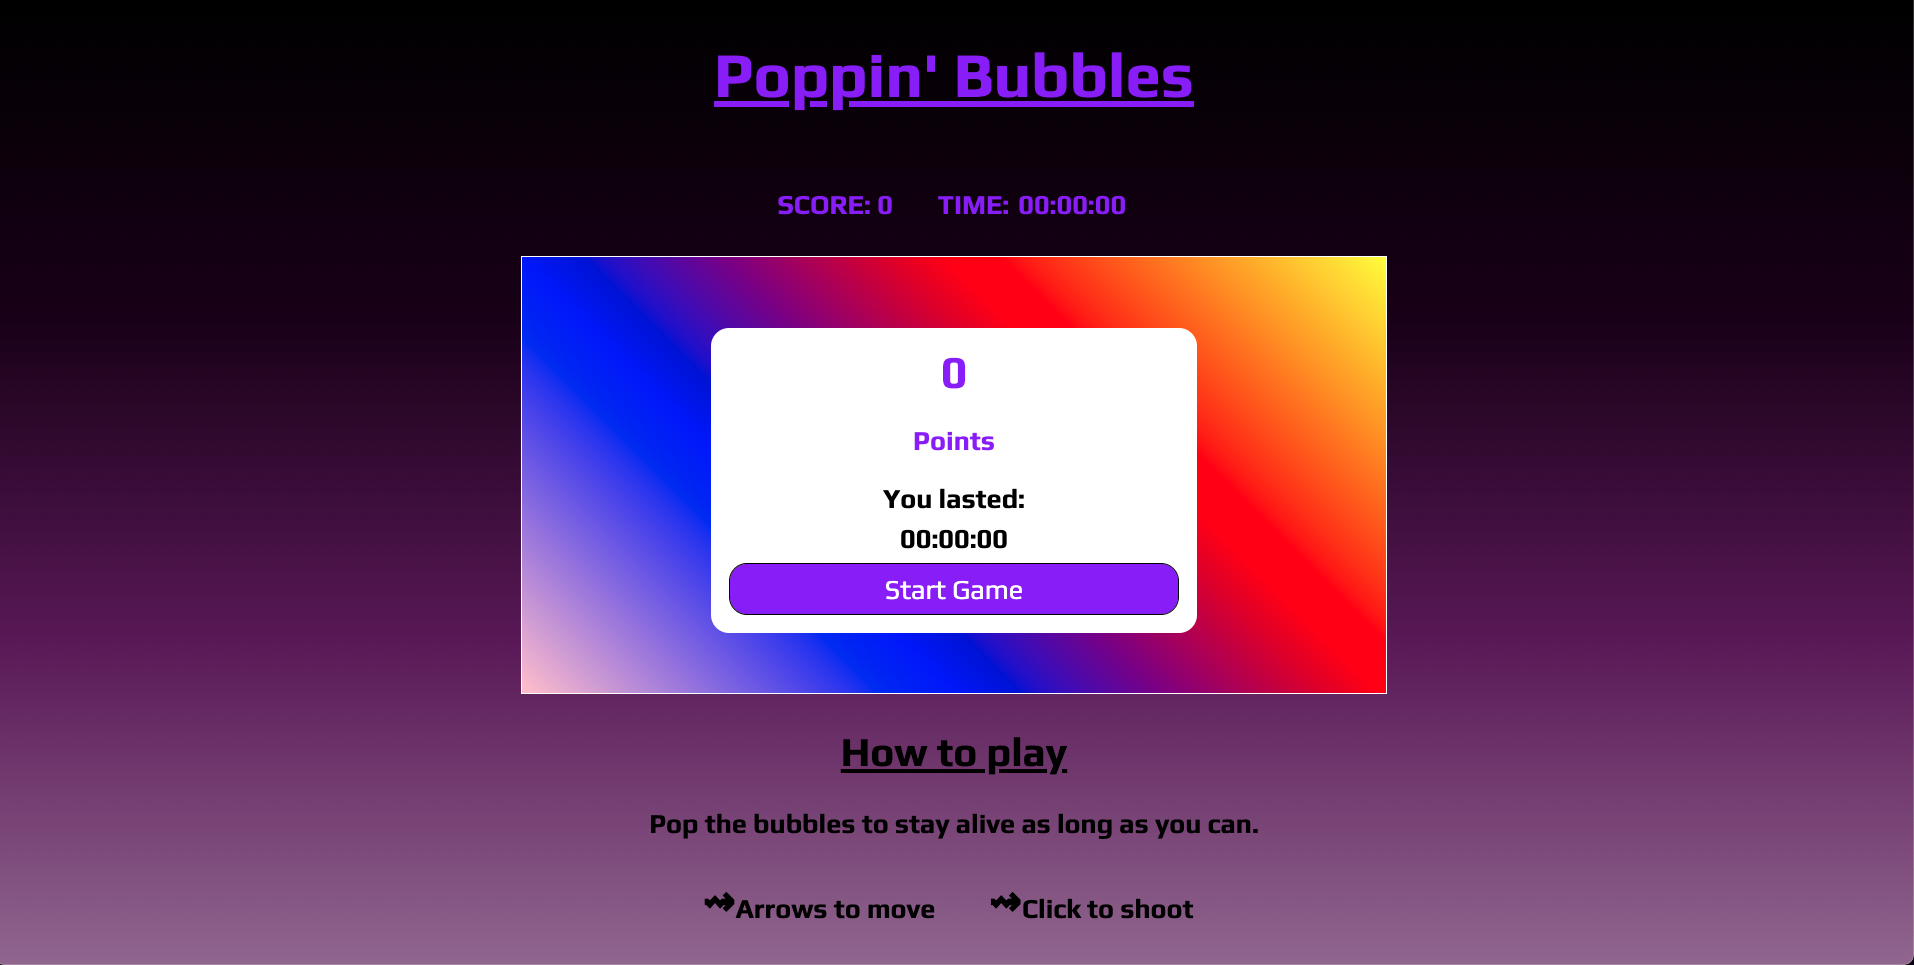 Poppin' Bubbles
SCORE: 0 TIME: 00:00:00
0
Points
You lasted:
00:00:00
Start Game
How to play
Pop the bubbles to stay alive as long as you can.
Arrows to move Click to shoot